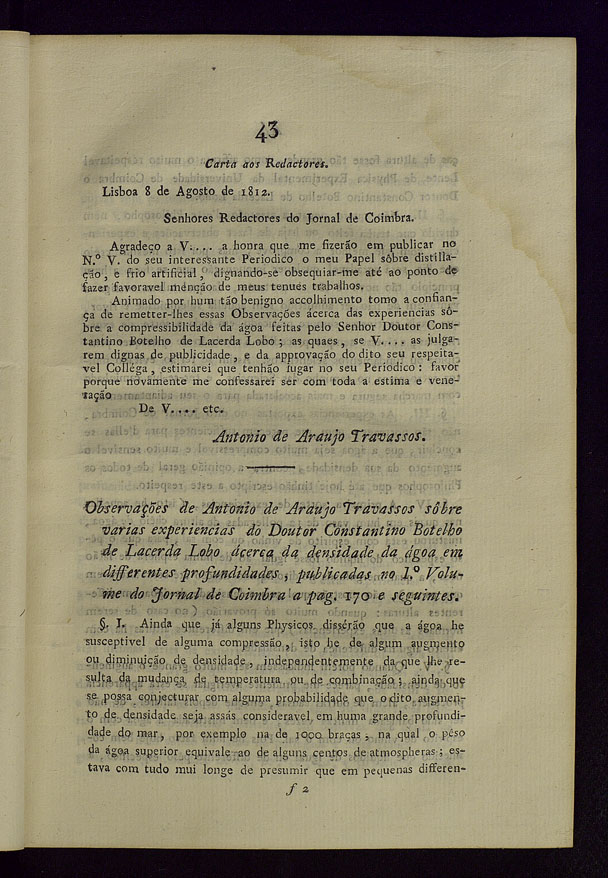 43
Carta aos Redactores.
Lisboa 8 de Agosto de 1812.
Senhores Redactores do Jornal de Coimbra.
Agradeço a V.... a honra que me fizerão em publicar no
N.º V. do seu interessante Periodico o meu Papel sôbre distilla-
ção, e frio artificial, dignando-se obsequiar-me até ao ponto de
fazer favoravel menção de meus tenues trabalhos.
Animado por hum tão benigno accolhimento tomo a confian-
ça de remetter-lhes essas Observações ácerca das experiencias sô-
bre a compressibilidade da ágoa feitas pelo Senhor Doutor Cons-
tantino Botelho de Lacerda Lobo; as quaes, se V.... as julga-
rem dignas de publicidade, e da approvação do dito seu respeita-
vel Colléga, estimarei que tenhão lugar no seu Periodico: favor
porque novamente me confessarei ser com toda a estima e vene-
ração
De V.... etc.
Antonio de Araujo Travassos.
Observações de Antonio de Araujo Travassos sôbre
varias experiencias do Doutor Constantino Botelho
de Lacerda Lobo ácerca da densidade da ágoa em
differentes profundidades, publicadas no I.º Volu-
me do Jornal de Coimbra a pag. 170 e seguintes.
§. I. Ainda que já alguns Physicos dissérão que a ágoa he
susceptivel de alguma compressão, isto he de algum augmento
ou diminuição de densidade, independentemente da que lhe re-
sulta da mudança de temperatura ou de combinação; ainda que
se possa conjecturar com alguma probabilidade que o dito augmen-
to de densidade seja assás consideravel em huma grande profundi-
dade do mar, por exemplo na de 1000 braças, na qual o pêso
da ágoa superior equivale ao de alguns centos de atmospheras; es-
tava com tudo mui longe de presumir que em pequenas differen-
f 2